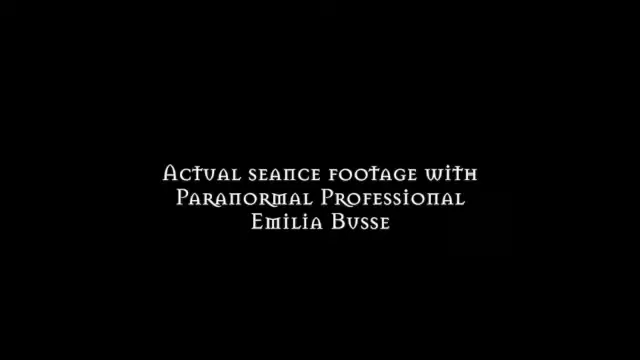 Actual seance footage with
Paranormal Professional
Emilia Busse